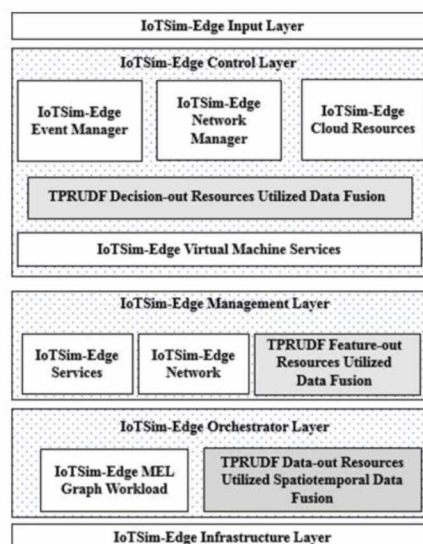 IoTSim-Edge Input Layer
IoTSim-Edge Control Layer
IoTSim-Edge
Event Manager
IoTSim-Edge
Network
Manager
IoTSim-Edge
Cloud Resources
TPRUDF Decision-out Resources Utilized Data Fusion
IoTSim-Edge Virtual Machine Services
IoTSim-Edge Management Layer
IoTSim-Edge
Services
IoTSim-Edge
Network
TPRUDF Feature-out
Resources Utilized
Data Fusion
IoTSim-Edge Orchestrator Layer
IoTSim-Edge MEL
Graph Workload
TPRUDF Data-out Resources
Utilized Spatiotemporal Data
Fusion
IoTSim-Edge Infrastructure Layer